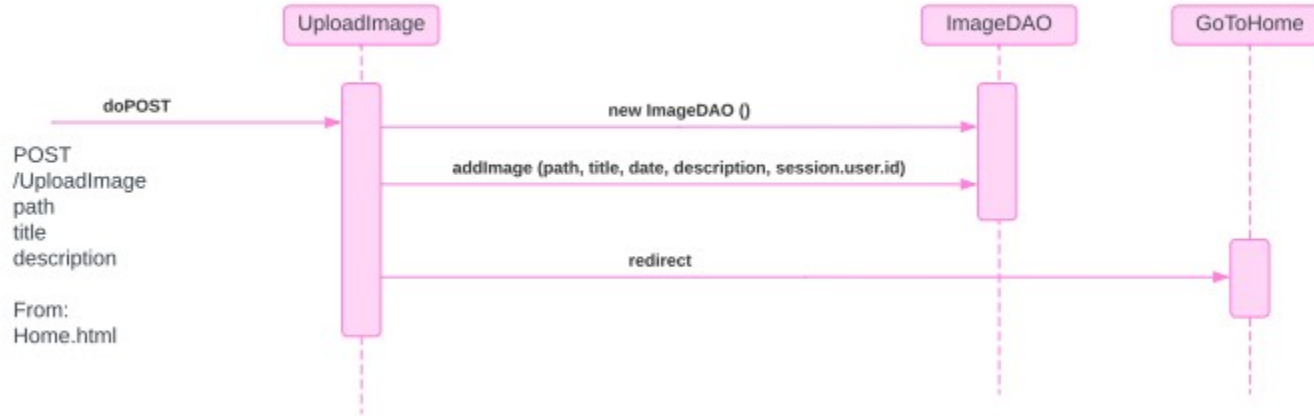 UploadImage
ImageDAO
GoToHome
doPOST
new ImageDAO ()
POST
/UploadImage
path
title
description
addImage (path, title, date, description, session.user.id)
redirect
From:
Home.html